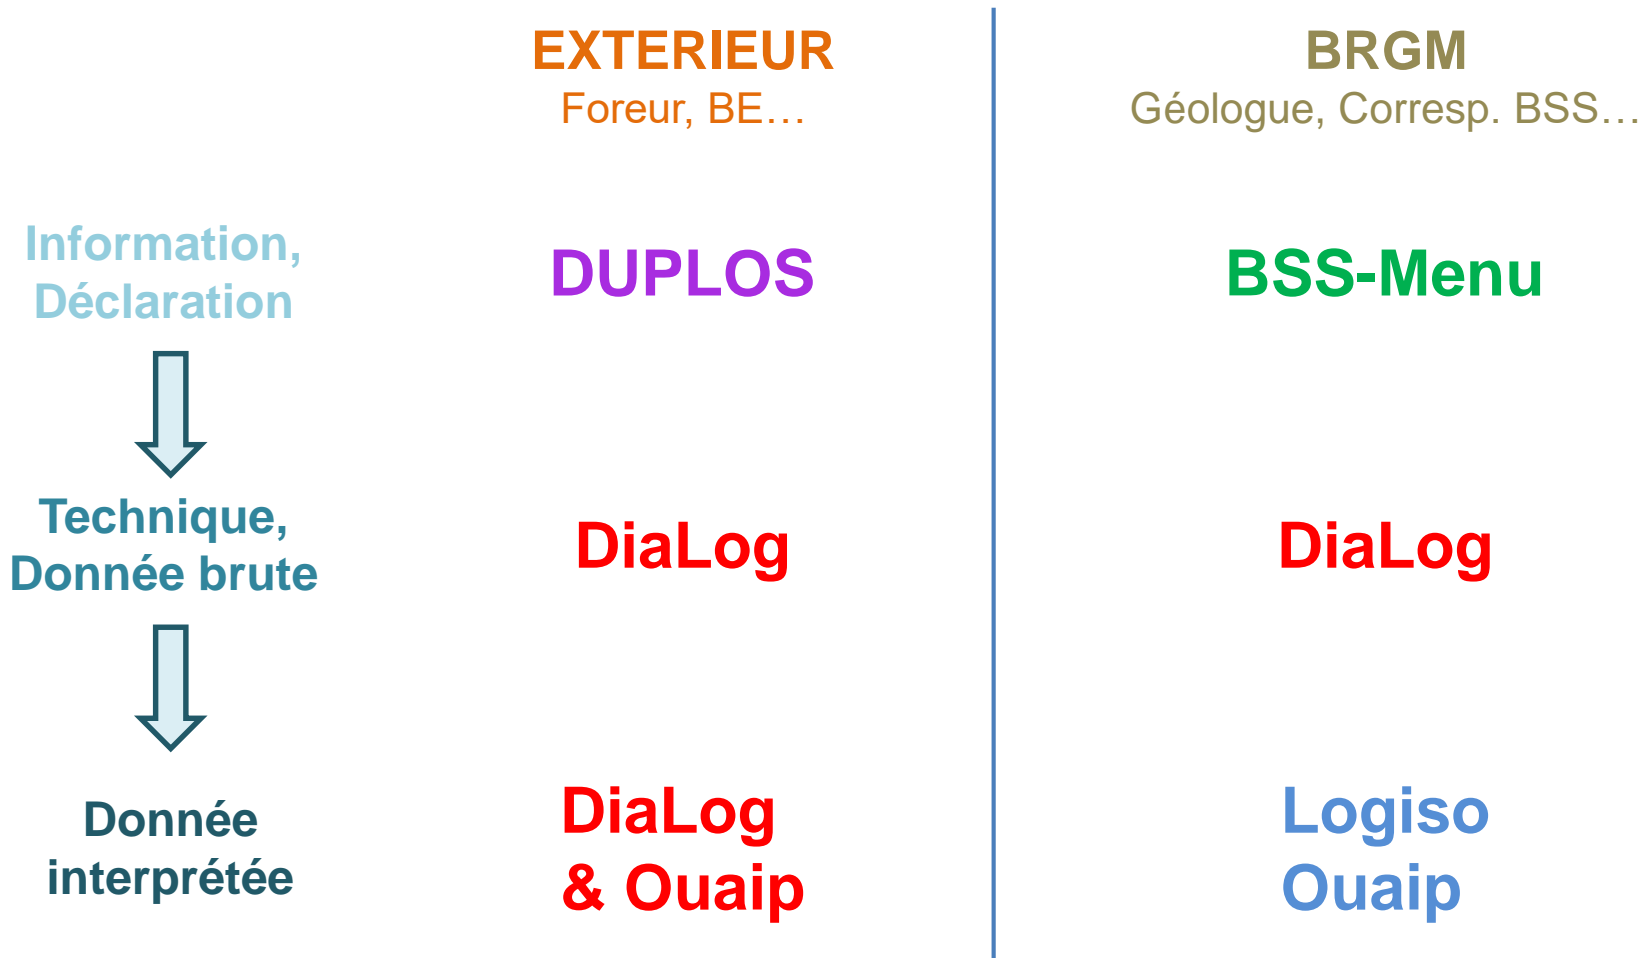 EXTERIEUR
Foreur, BE…
BRGM
Géologue, Corresp. BSS…
Information,
Déclaration
DUPLOS
BSS-Menu
Technique,
Donnée brute
DiaLog
DiaLog
Donnée
interprétée
DiaLog
& Ouaip
Logiso
Ouaip